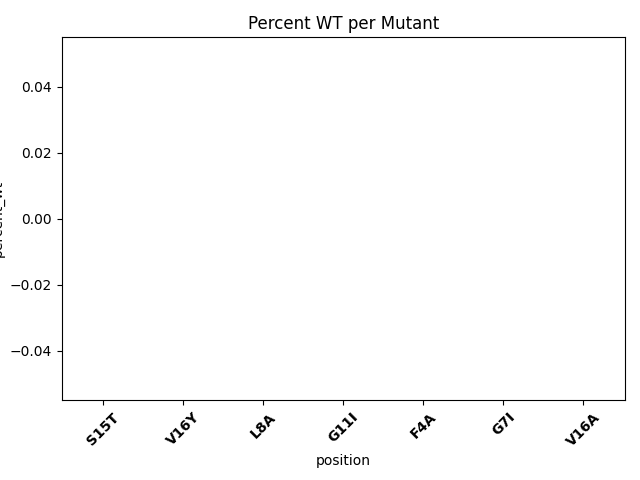 Percent WT per Mutant
0.04
0.02
0.00
−0.02
−0.04
percent_wt
S15T V16Y L8A G11I F4A G7I V16A
position